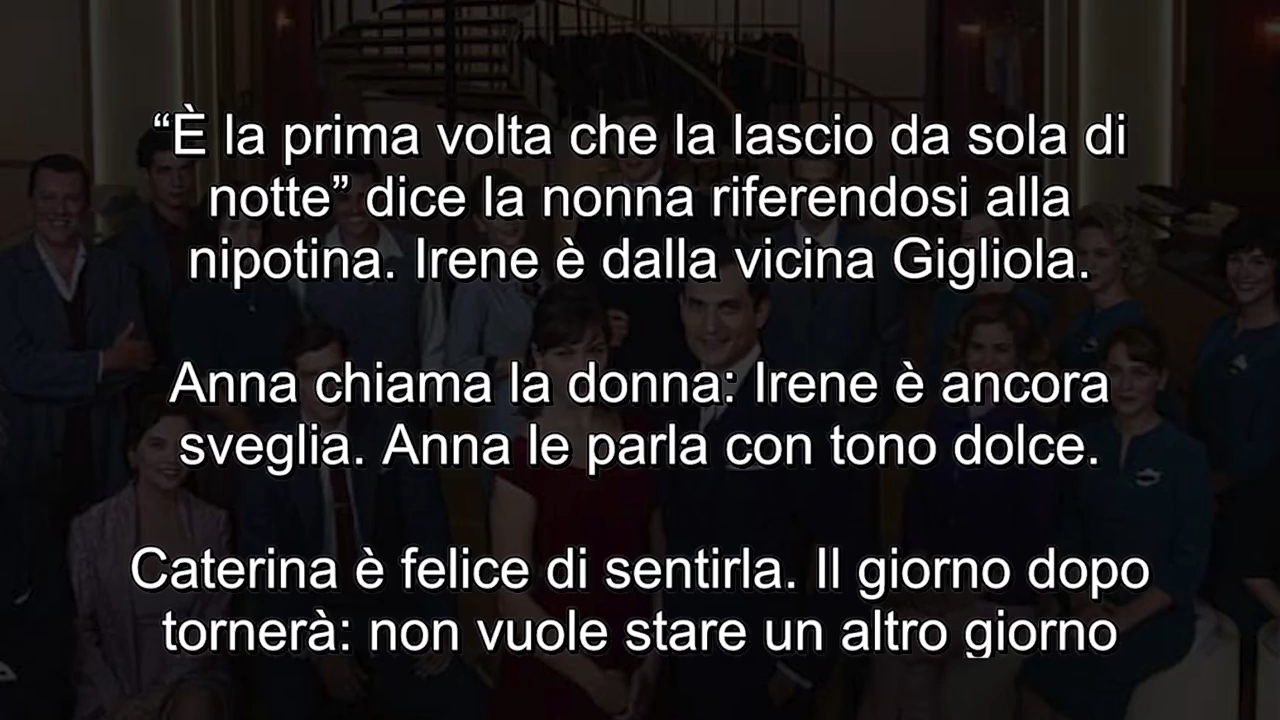 “È la prima volta che la lascio da sola di
notte” dice la nonna riferendosi alla
nipotina. Irene è dalla vicina Gigliola.
Anna chiama la donna: Irene è ancora
sveglia. Anna le parla con tono dolce.
Caterina è felice di sentirla. Il giorno dopo
tornerà: non vuole stare un altro giorno